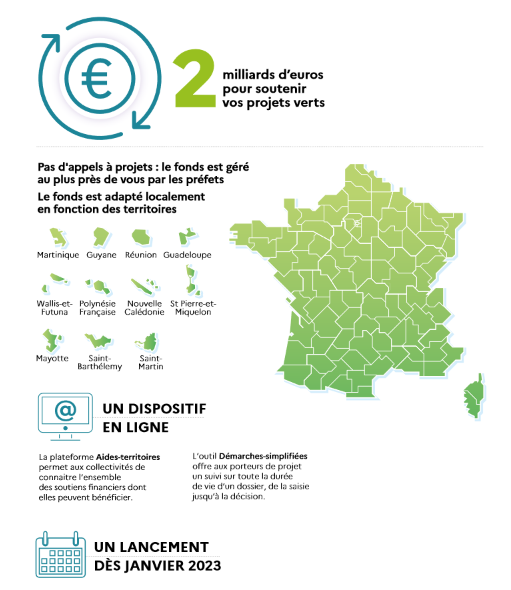 €
2
milliards d’euros
pour soutenir
vos projets verts
Pas d'appels à projets : le fonds est géré
au plus près de vous par les préfets
Le fonds est adapté localement
en fonction des territoires
Martinique
Guyane
Réunion
Guadeloupe
Wallis-et-
Futuna
Polynésie
Française
Nouvelle
Calédonie
St Pierre-et-
Miquelon
Mayotte
Saint-
Barthélemy
Saint-
Martin
@
UN DISPOSITIF
EN LIGNE
La plateforme Aides-territoires
permet aux collectivités de
connaitre l’ensemble
des soutiens financiers dont
elles peuvent bénéficier.
L’outil Démarches-simplifiées
offre aux porteurs de projet
un suivi sur toute la durée
de vie d’un dossier, de la saisie
jusqu’à la décision.
UN LANCEMENT
DÈS JANVIER 2023